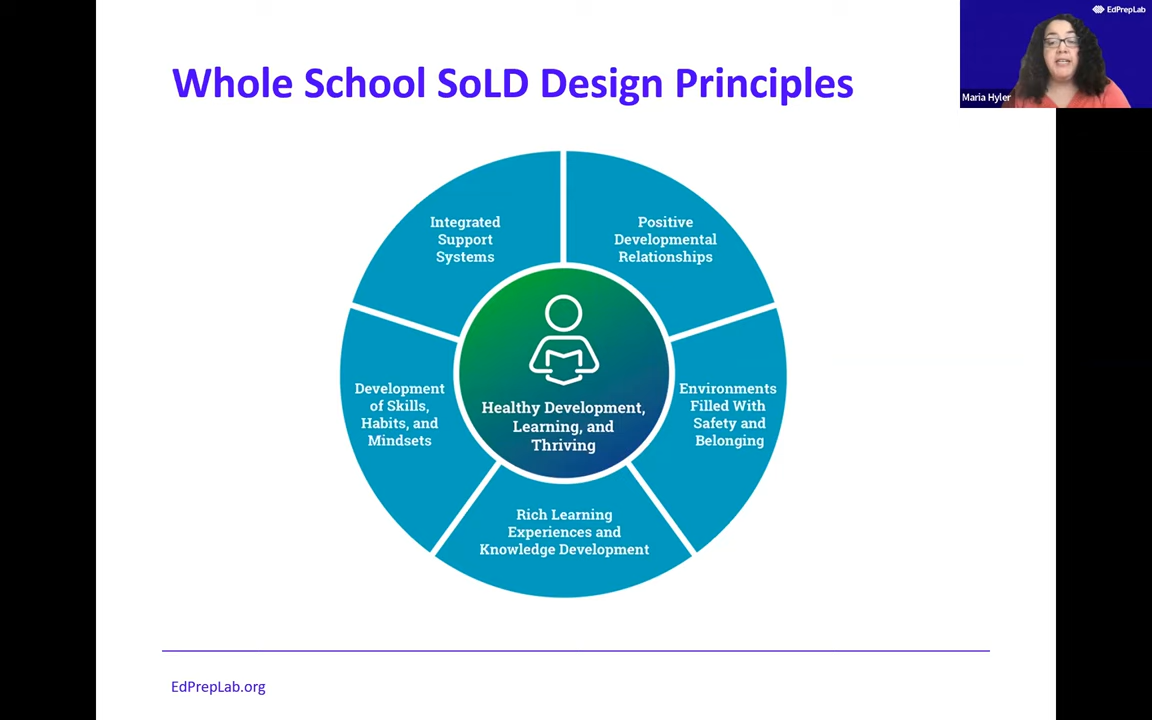 EdPrepLab
Maria Hyler
Whole School SoLD Design Principles
Integrated
Support
Systems
Positive
Developmental
Relationships
Development
of Skills,
Habits, and
Mindsets
Healthy Development,
Learning, and
Thriving
Environments
Filled With
Safety and
Belonging
Rich Learning
Experiences and
Knowledge Development
EdPrepLab.org